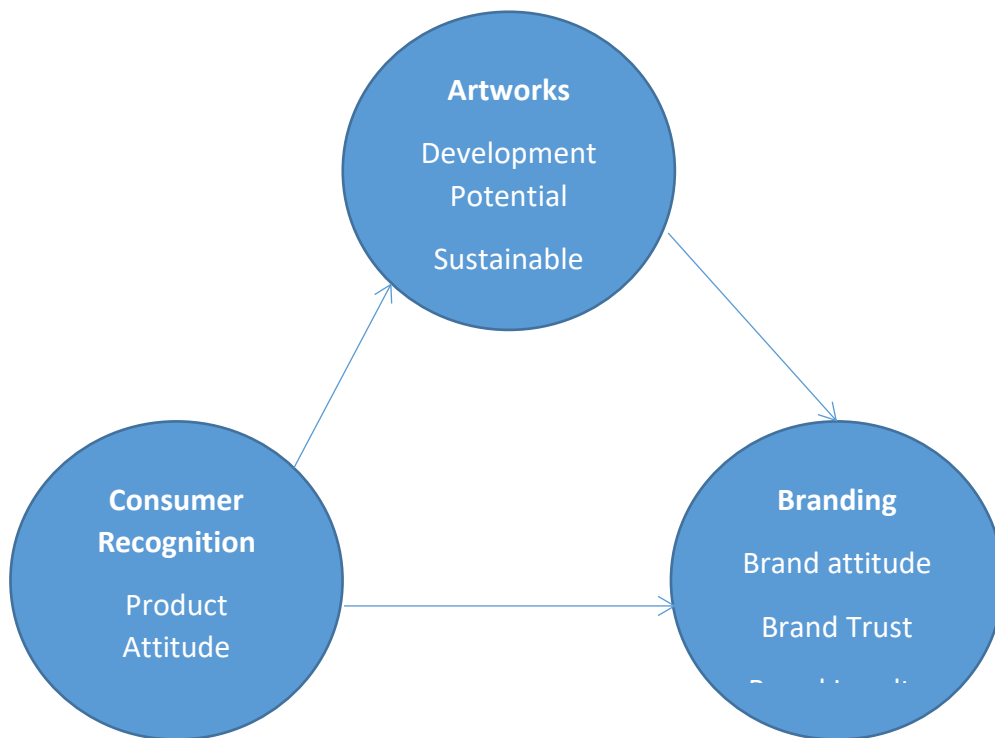 Artworks
Development
Potential
Sustainable
Consumer
Recognition
Product
Attitude
Branding
Brand attitude
Brand Trust